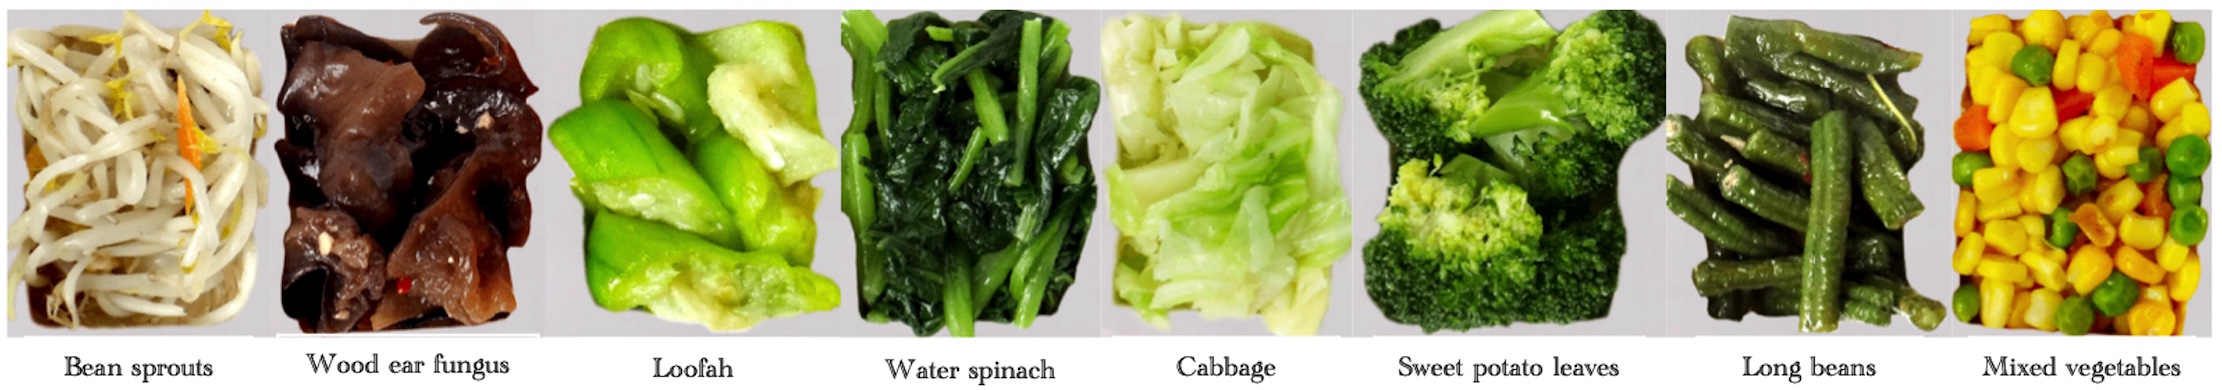 Bean sprouts
Wood ear fungus
Loofah
Water spinach
Cabbage
Sweet potato leaves
Long beans
Mixed vegetables